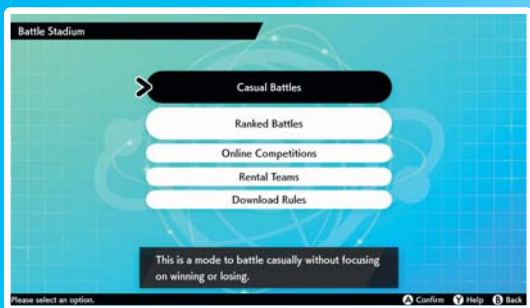 Battle Stadium
Casual Battles
Ranked Battles
Online Competitions
Rental Teams
Download Rules
This is a mode to battle casually without focusing
on winning or losing.
Please select an option.
A Confirm Y Help B Back